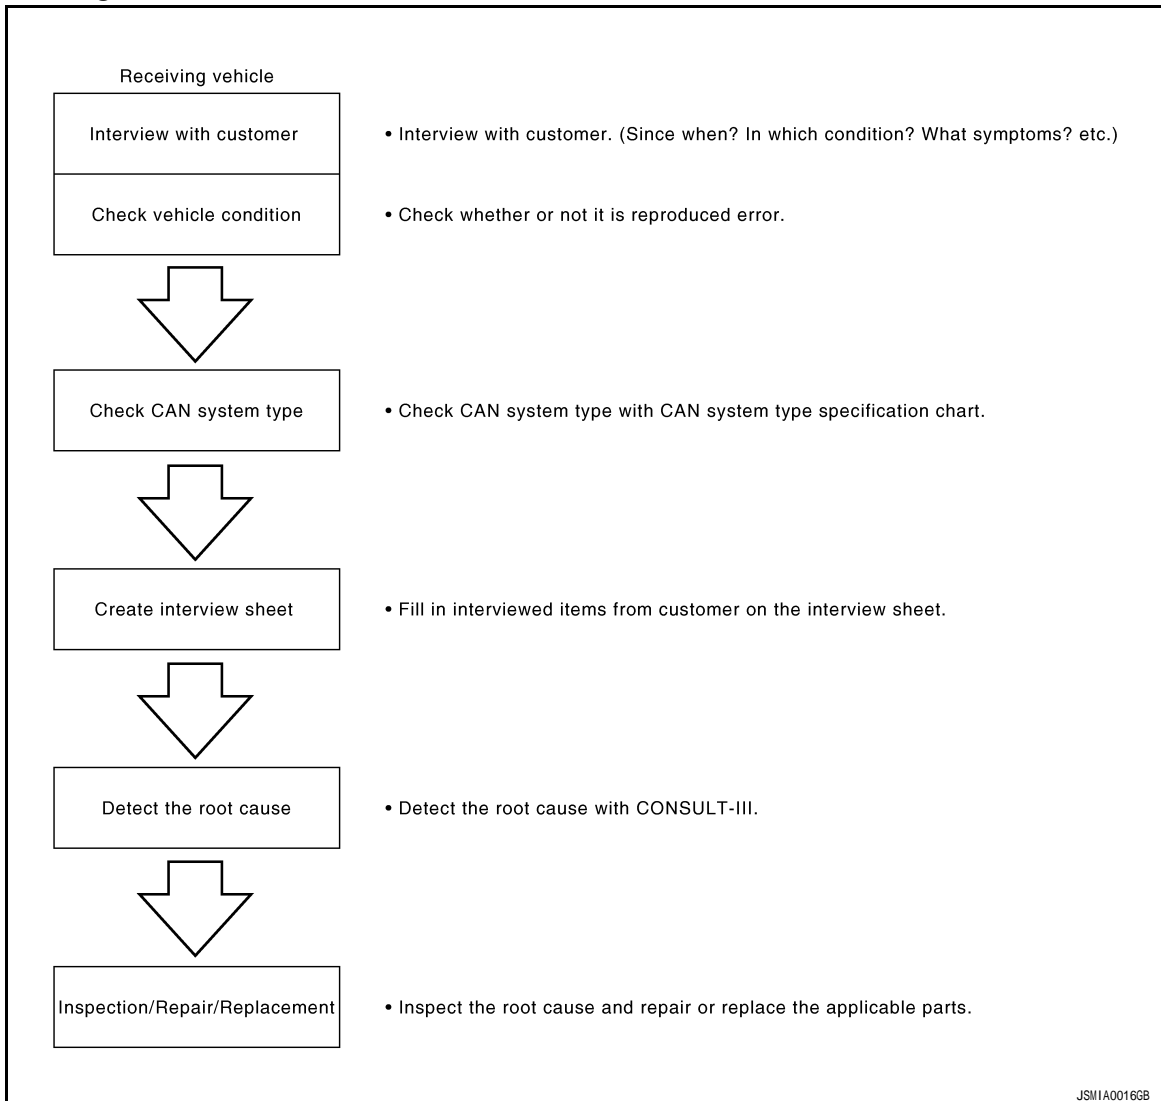 Receiving vehicle
Interview with customer
• Interview with customer. (Since when? In which condition? What symptoms? etc.)
Check vehicle condition
• Check whether or not it is reproduced error.
Check CAN system type
• Check CAN system type with CAN system type specification chart.
Create interview sheet
• Fill in interviewed items from customer on the interview sheet.
Detect the root cause
• Detect the root cause with CONSULT-III.
Inspection/Repair/Replacement
• Inspect the root cause and repair or replace the applicable parts.
JSMIA0016GB